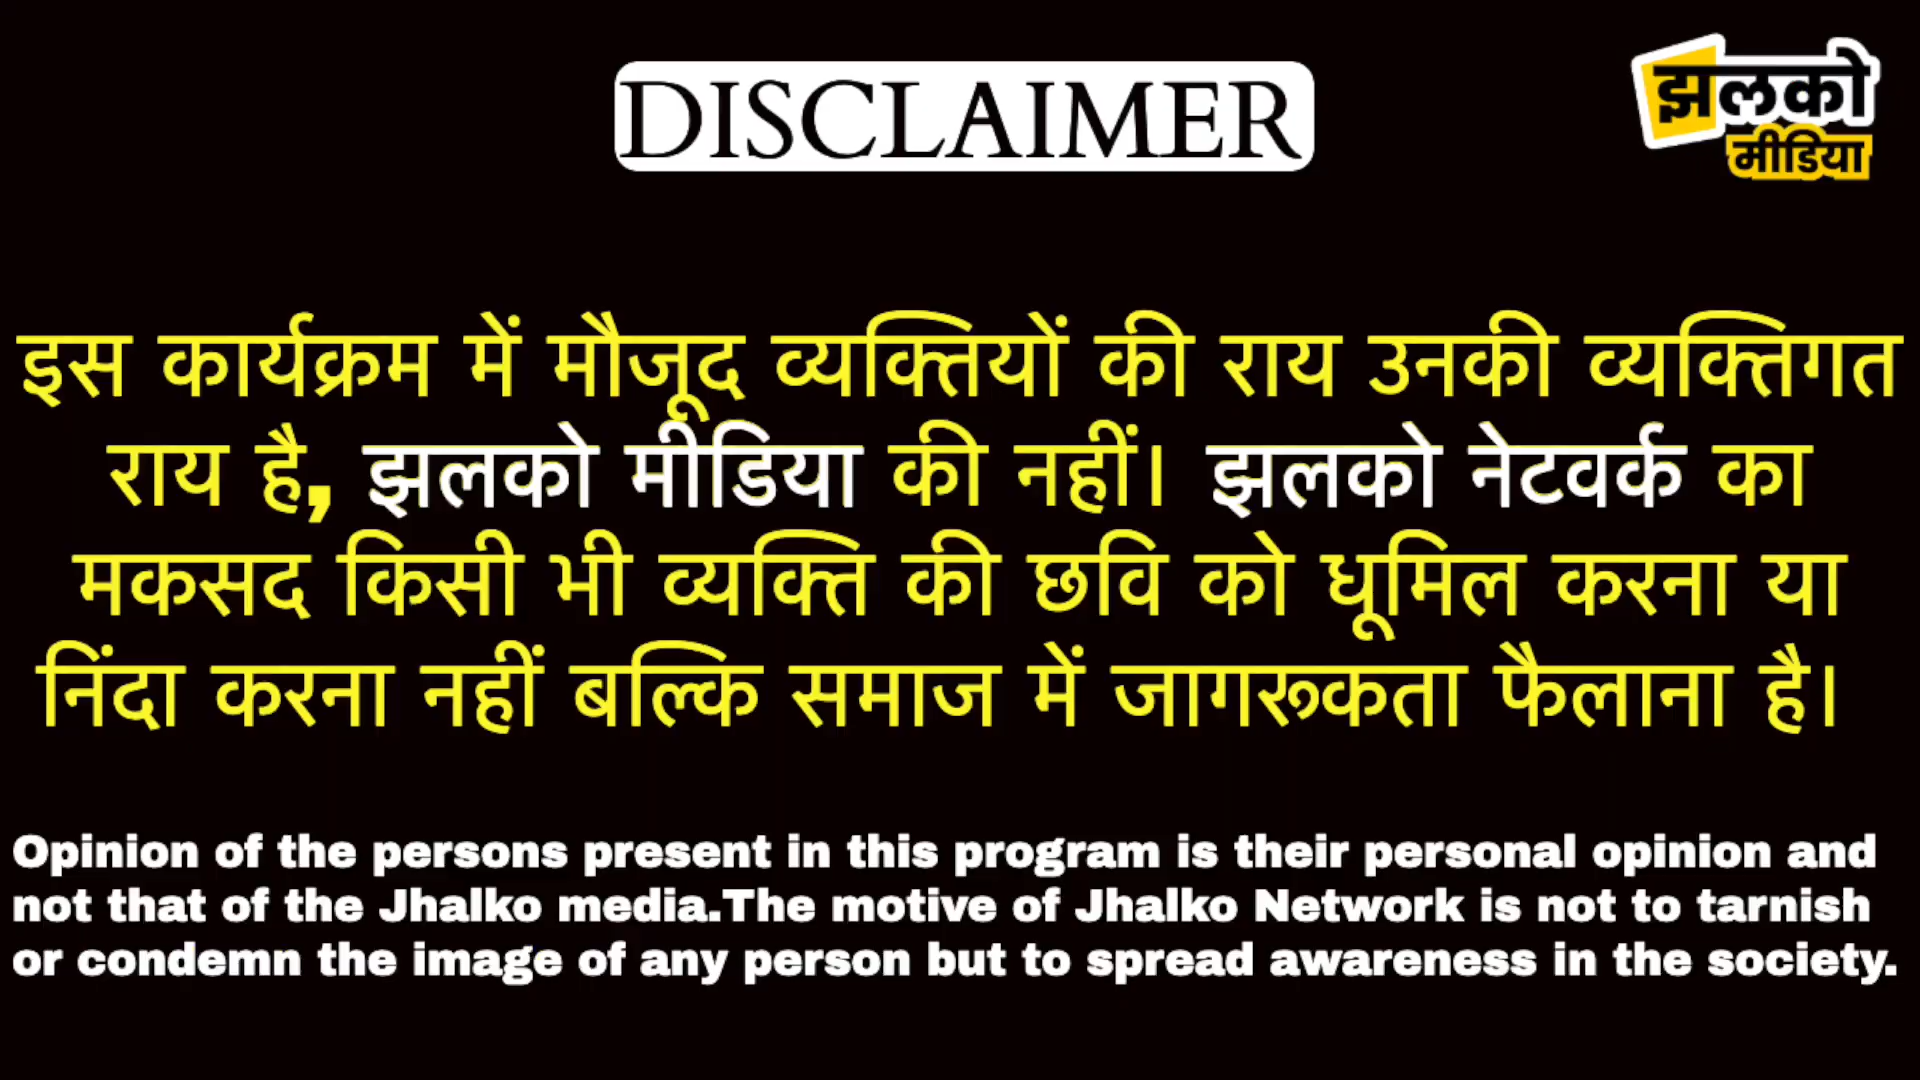 DISCLAIMER
झलको
मीडिया
इस कार्यक्रम में मौजूद व्यक्तियों की राय उनकी व्यक्तिगत
राय है, झलको मीडिया की नहीं। झलको नेटवर्क का
मकसद किसी भी व्यक्ति की छवि को धूमिल करना या
निंदा करना नहीं बल्कि समाज में जागरूकता फैलाना है।
Opinion of the persons present in this program is their personal opinion and
not that of the Jhalko media.The motive of Jhalko Network is not to tarnish
or condemn the image of any person but to spread awareness in the society.